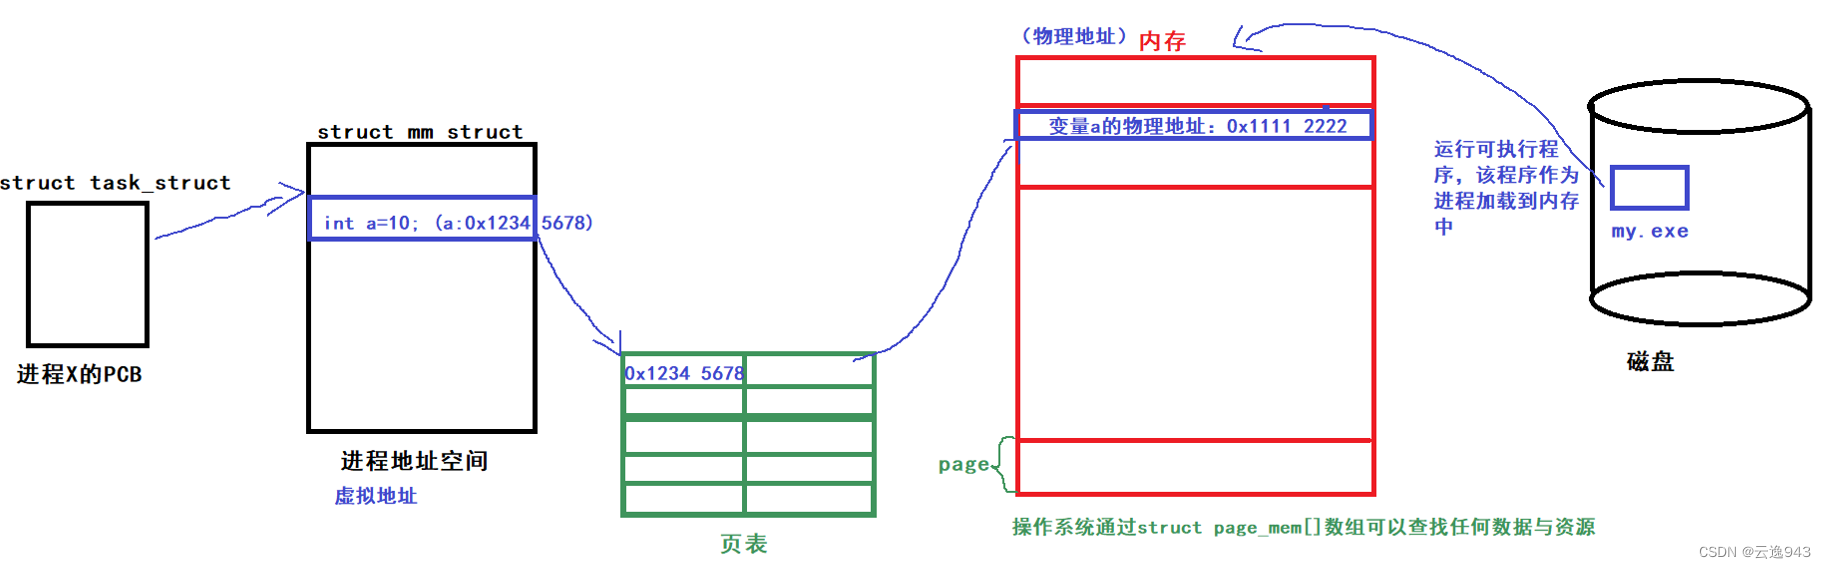 struct task_struct
进程X的PCB
struct mm struct
int a=10; (a:0x1234 5678)
进程地址空间
虚拟地址
0x1234 5678
页表
(物理地址) 内存
变量a的物理地址: 0x1111 2222
page
操作系统通过struct page_mem[]数组可以查找任何数据与资源
运行可执行程
序，该程序作为
进程加载到内存
中
my.exe
磁盘
CSDN @云逸943